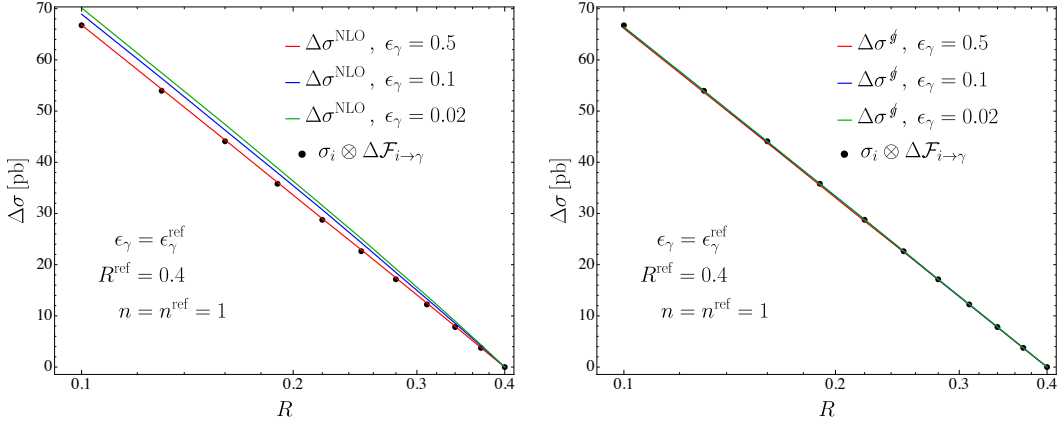 70
60
50
40
30
20
10
0
Δσ [pb]
0.1
0.2
0.3
0.4
R
Δσ^NLO , ϵ_γ = 0.5
Δσ^NLO , ϵ_γ = 0.1
Δσ^NLO , ϵ_γ = 0.02
σ_i ⊗ Δℱ_{i→γ}
ϵ_γ = ϵ_γ^ref
R^ref = 0.4
n = n^ref = 1
70
60
50
40
30
20
10
0
Δσ [pb]
0.1
0.2
0.3
0.4
R
Δσ , ϵ_γ = 0.5
Δσ , ϵ_γ = 0.1
Δσ , ϵ_γ = 0.02
σ_i ⊗ Δℱ_{i→γ}
ϵ_γ = ϵ_γ^ref
R^ref = 0.4
n = n^ref = 1